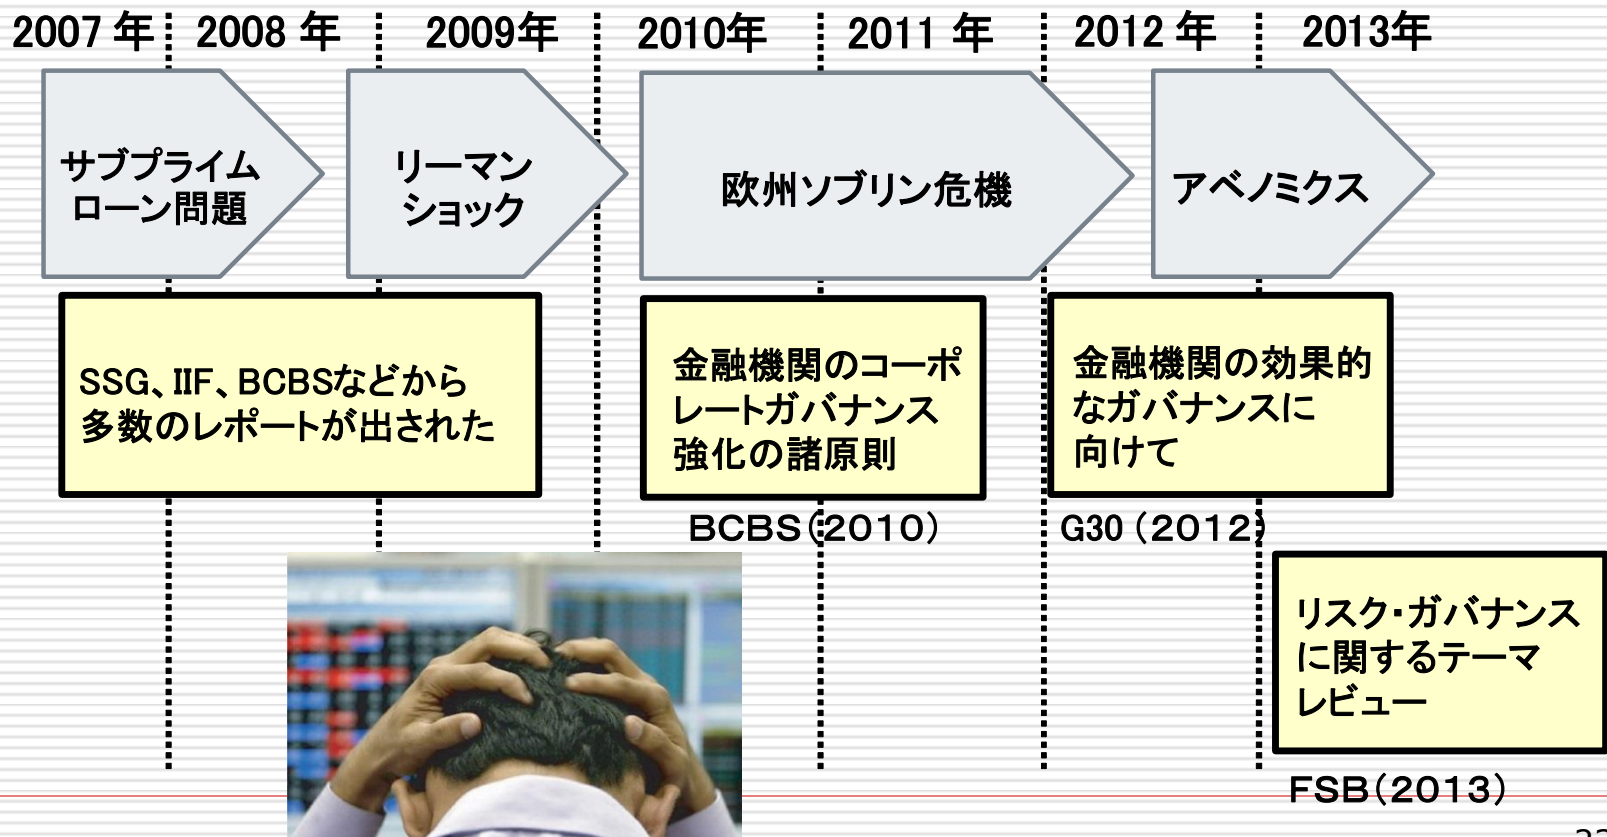 2007 年 2008 年 2009年 2010年 2011 年 2012 年 2013年
サブプライム
ローン問題
リーマン
ショック
欧州ソブリン危機
アベノミクス
SSG、IIF、BCBSなどから
多数のレポートが出された
金融機関のコーポ
レートガバナンス
強化の諸原則
BCBS(2010)
金融機関の効果的
なガバナンスに
向けて
G30(2012)
リスク・ガバナンス
に関するテーマ
レビュー
FSB(2013)